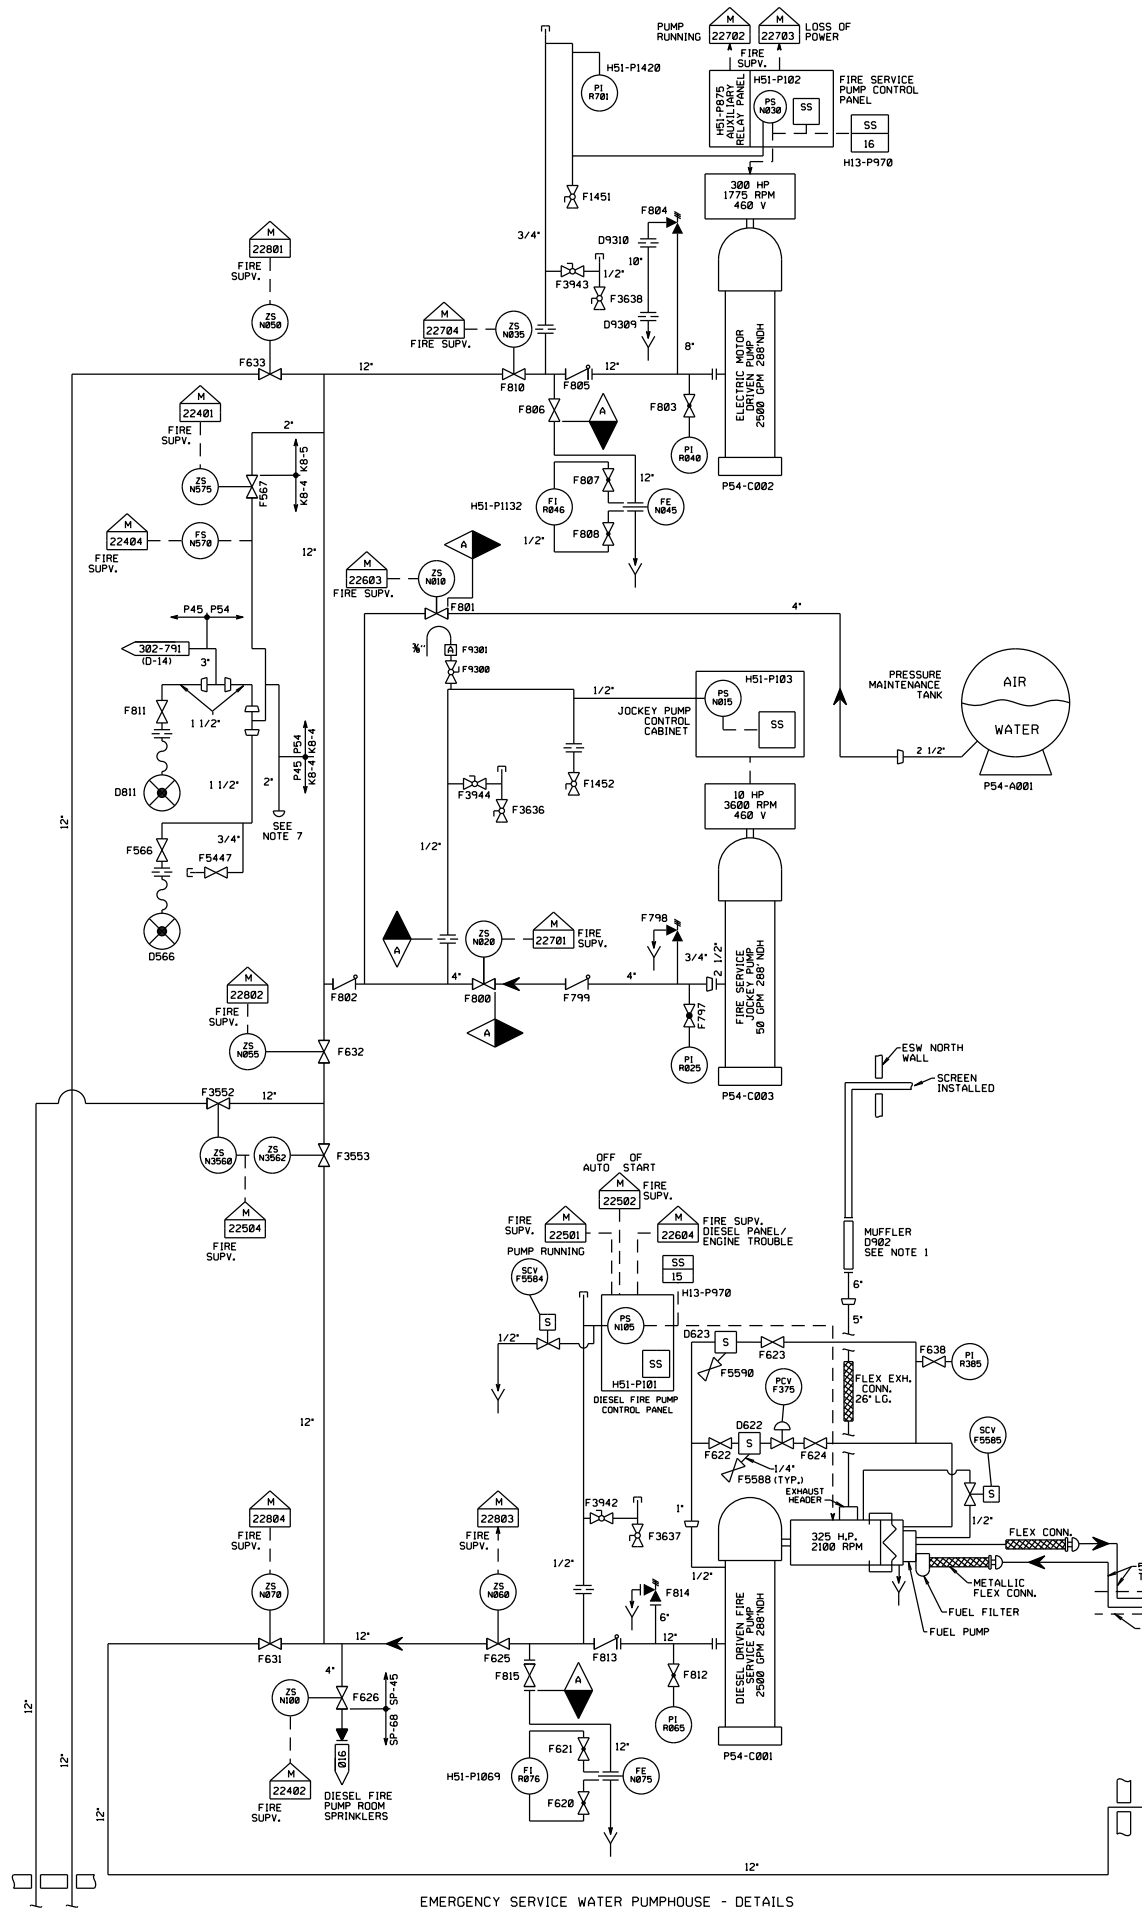 PUMP
RUNNING
M
22702
M
22703
LOSS OF
POWER
FIRE
SUPV.
H51-P1420
PI
R701
H51-P875
AUXILIARY
RELAY PANEL
H51-P102
PS
N030
SS
FIRE SERVICE
PUMP CONTROL
PANEL
SS
16
H13-P970
F1451
300 HP
1775 RPM
460 V
M
22801
FIRE
SUPV.
3/4"
F804
D9310
10"
D9309
F3943
1/2"
F3638
ZS
N050
M
22704
FIRE SUPV.
ZS
N035
8"
ELECTRIC MOTOR
DRIVEN PUMP
2500 GPM 288'NDH
F633
12"
F810
F805
12"
M
22401
FIRE
SUPV.
2"
F806
A
F803
PI
R040
P54-C002
ZS
N575
F567
K8-5
K8-4
F807
12"
H51-P1132
FI
R046
FE
N045
F808
1/2"
M
22404
FIRE
SUPV.
FS
N570
12"
A
M
22603
FIRE SUPV.
ZS
N010
F801
4"
P45
P54
302-791
(D-14)
3"
⅜"
A
F9301
F9300
1/2"
H51-P103
PS
N015
SS
JOCKEY PUMP
CONTROL
CABINET
PRESSURE
MAINTENANCE
TANK
AIR
WATER
2 1/2"
P54-A001
F811
1 1/2"
D811
1 1/2"
2"
P54
P45
K8-4
K8-4
SEE
NOTE 7
F3944
F3636
F1452
10 HP
3600 RPM
460 V
12"
3/4"
F566
F5447
D566
1/2"
A
ZS
N020
M
22701
FIRE
SUPV.
F798
3/4"
2 1/2"
FIRE SERVICE
JOCKEY PUMP
50 GPM 288' NDH
F802
4"
F800
F799
4"
F797
A
PI
R025
P54-C003
M
22802
FIRE
SUPV.
ZS
N055
F632
ESW NORTH
WALL
SCREEN
INSTALLED
F3552
12"
ZS
N3560
ZS
N3562
F3553
M
22504
FIRE
SUPV.
OFF OF
AUTO START
M
22502
FIRE
SUPV.
FIRE
SUPV.
M
22501
PUMP RUNNING
M
22604
FIRE SUPV.
DIESEL PANEL/
ENGINE TROUBLE
SS
15
H13-P970
MUFFLER
D902
SEE NOTE 1
6"
5"
SCV
F5584
S
1/2"
PS
N105
SS
H51-P101
DIESEL FIRE PUMP
CONTROL PANEL
D623
S
F623
F5590
F638
PI
R385
PCV
F375
FLEX EXH.
CONN.
26" LG.
12"
D622
S
F622
F624
F5588
1/4"
(TYP.)
SCV
F5585
S
1/2"
EXHAUST
HEADER
1"
M
22804
FIRE
SUPV.
M
22803
FIRE
SUPV.
F3942
F3637
325 H.P.
2100 RPM
FLEX CONN.
METALLIC
FLEX CONN.
FUEL FILTER
FUEL PUMP
1/2"
1/2"
ZS
N070
ZS
N060
F814
6"
F631
12"
F625
F813
12"
DIESEL DRIVEN FIRE
SERVICE PUMP
2500 GPM 288'NDH
4"
F815
A
F812
PI
R065
P54-C001
ZS
N100
F626
SP-45
SP-68
016
DIESEL FIRE
PUMP ROOM
SPRINKLERS
M
22402
FIRE
SUPV.
F621
12"
H51-P1069
FI
R076
FE
N075
F620
12"
12"
12"
12"
EMERGENCY SERVICE WATER PUMPHOUSE - DETAILS